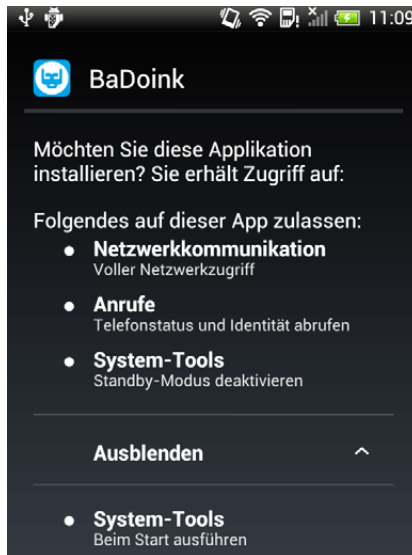 11:09
BaDoink
Möchten Sie diese Applikation
installieren? Sie erhält Zugriff auf:
Folgendes auf dieser App zulassen:
Netzwerkkommunikation
Voller Netzwerkzugriff
Anrufe
Telefonstatus und Identität abrufen
System-Tools
Standby-Modus deaktivieren
Ausblenden
System-Tools
Beim Start ausführen